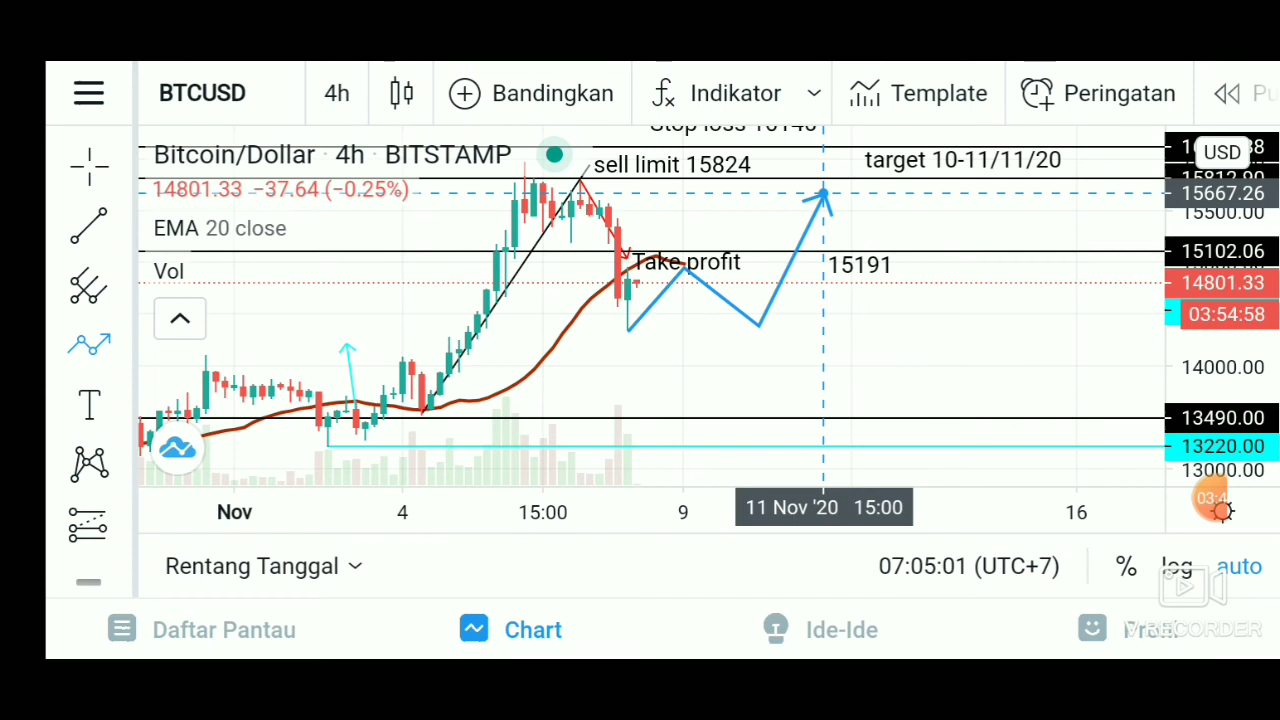 BTCUSD 4h Bandingkan Indikator Template Peringatan
Bitcoin/Dollar · 4h · BITSTAMP
sell limit 15824
target 10-11/11/20
USD
14801.33 −37.64 (−0.25%)
15667.26
15500.00
EMA 20 close
15102.06
Take profit
15191
Vol
14801.33
03:54:58
14000.00
13490.00
13220.00
13000.00
Nov 4 15:00 9 11 Nov '20 15:00 16
Rentang Tanggal 07:05:01 (UTC+7) % log auto
Daftar Pantau Chart Ide-Ide
V RECORDER